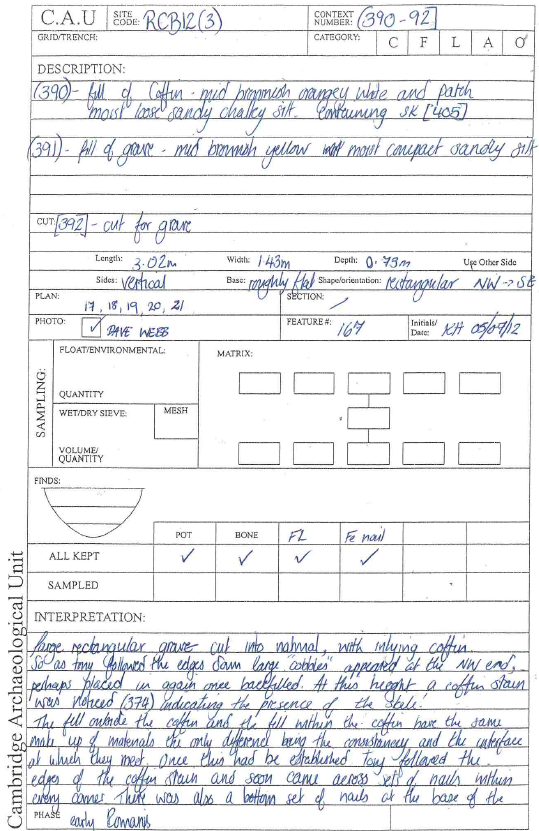 C.A.U
SITE CODE: RCB12(3)
CONTEXT NUMBER: (390-92]
GRID/TRENCH:
CATEGORY: C F L A O
DESCRIPTION:
(390) - fill of Coffin - mid brownish orangey white and patch
moist loose sandy chalky silt. Containing SK [405]
(391) - fill of grave - mid brownish yellow moist compact sandy silt
CUT: [392] - cut for grave
Length: 3.02m Width: 1.43m Depth: 0.73m Use Other Side
Sides: vertical Base: roughly flat Shape/orientation: rectangular NW -> SE
PLAN: 17, 18, 19, 20, 21
SECTION: /
PHOTO: ✓ DAVE WEBB
FEATURE #: 167
Initials/Date: KH 05/09/12
SAMPLING:
FLOAT/ENVIRONMENTAL:
QUANTITY
WET/DRY SIEVE: MESH
VOLUME/QUANTITY
MATRIX:
FINDS:
POT BONE FL Fe nail
ALL KEPT ✓ ✓ ✓ ✓
SAMPLED
INTERPRETATION:
large rectangular grave cut into natural, with inlying coffin.
So as Tony followed the edges down large "cobbles" appeared at the NW end,
perhaps placed in again once backfilled. At this height a coffin stain
was noticed (374) indicating the presence of the
The fill outside the coffin and the fill within the coffin have the same
make up of materials the only difference being the consistancey and the interface
at which they meet. Once this had be established Tony followed the
edges of the coffin stain and soon came across sets of nails within
every corner. There was also a bottom set of nails at the base of the
PHASE early Romans
Cambridge Archaeological Unit